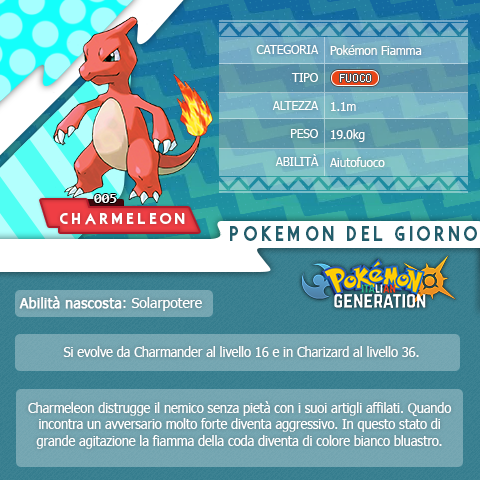 CATEGORIA Pokémon Fiamma
TIPO FUOCO
ALTEZZA 1.1m
PESO 19.0kg
ABILITÀ Aiutofuoco
005
CHARMELEON
POKEMON DEL GIORNO
Pokémon
ITALIAN
GENERATION
Abilità nascosta: Solarpotere
Si evolve da Charmander al livello 16 e in Charizard al livello 36.
Charmeleon distrugge il nemico senza pietà con i suoi artigli affilati. Quando
incontra un avversario molto forte diventa aggressivo. In questo stato di
grande agitazione la fiamma della coda diventa di colore bianco bluastro.